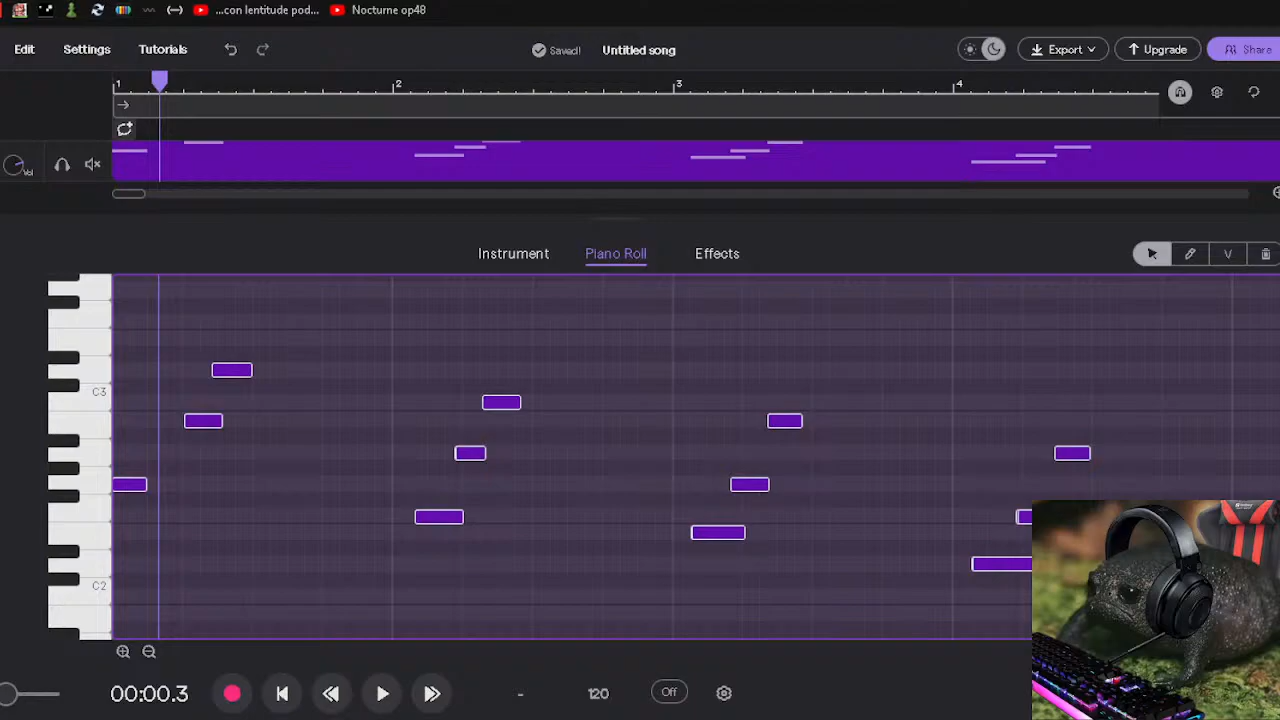 ...con lentitude pod... Nocturne op48
Edit Settings Tutorials Saved! Untitled song Export Upgrade Share
1 2 3 4
Vol
Instrument Piano Roll Effects
C3
C2
00:00.3 - 120 Off